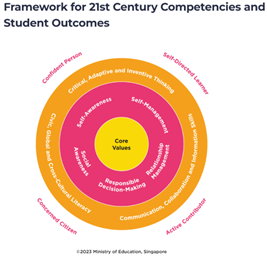 Framework for 21st Century Competencies and
Student Outcomes
Confident Person
Self-Directed Learner
Critical, Adaptive and Inventive Thinking
Self-Awareness
Self-Management
Core
Values
Social
Awareness
Relationship
Management
Responsible
Decision-Making
Civic, Global and Cross-Cultural Literacy
Communication, Collaboration and Information Skills
Concerned Citizen
Active Contributor
©2023 Ministry of Education, Singapore